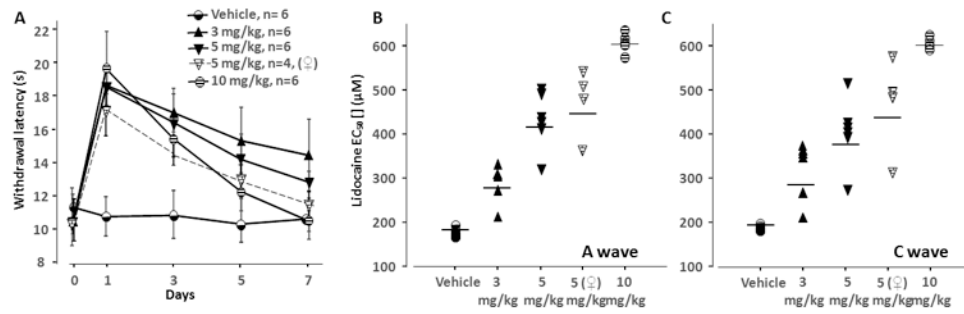 A
Vehicle, n= 6
3 mg/kg, n=6
5 mg/kg, n=6
5 mg/kg, n=4, (♀)
10 mg/kg, n=6
Withdrawal latency (s)
22
20
18
16
14
12
10
8
0 1 3 5 7
Days
B
Lidocaine EC50 [] (µM)
600
500
400
300
200
100
A wave
Vehicle 3 5 5 (♀) 10
mg/kg mg/kg mg/kg mg/kg
C
600
500
400
300
200
100
C wave
Vehicle 3 5 5 (♀) 10
mg/kg mg/kg mg/kg mg/kg